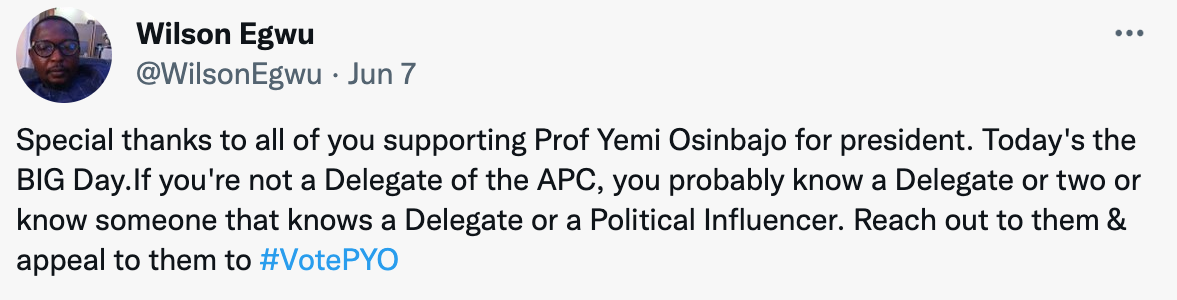 Wilson Egwu
@WilsonEgwu · Jun 7
Special thanks to all of you supporting Prof Yemi Osinbajo for president. Today's the
BIG Day.If you're not a Delegate of the APC, you probably know a Delegate or two or
know someone that knows a Delegate or a Political Influencer. Reach out to them &
appeal to them to #VotePYO